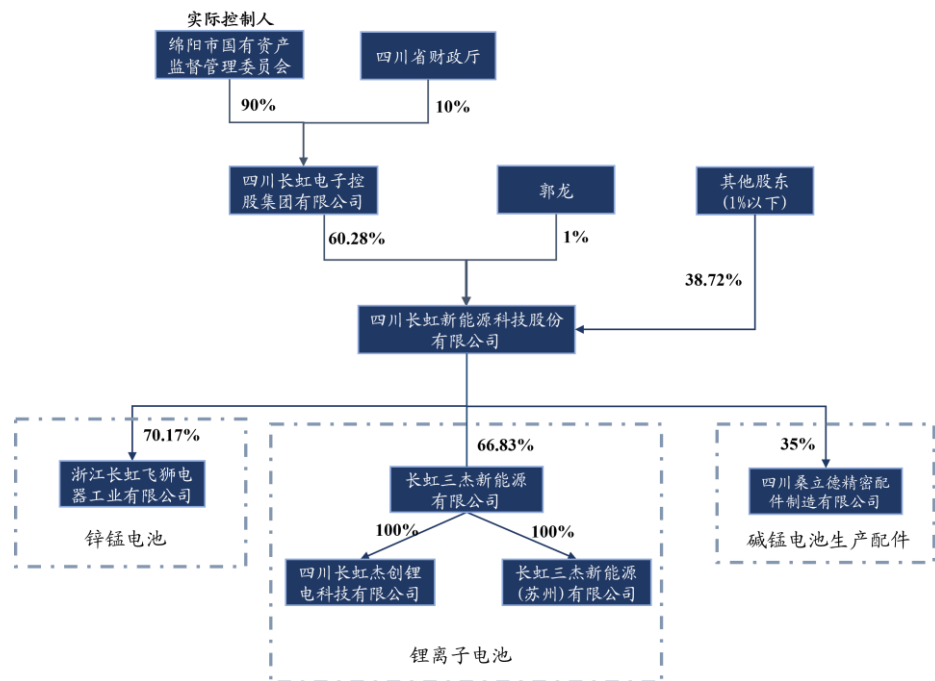 实际控制人
绵阳市国有资产
监督管理委员会
四川省财政厅
90%
10%
四川长虹电子控
股集团有限公司
郭龙
其他股东
(1%以下)
60.28%
1%
38.72%
四川长虹新能源科技股份
有限公司
70.17%
66.83%
35%
浙江长虹飞狮电
器工业有限公司
长虹三杰新能源
有限公司
四川桑立德精密配
件制造有限公司
锌锰电池
100%
100%
碱锰电池生产配件
四川长虹杰创锂
电科技有限公司
长虹三杰新能源
(苏州)有限公司
锂离子电池